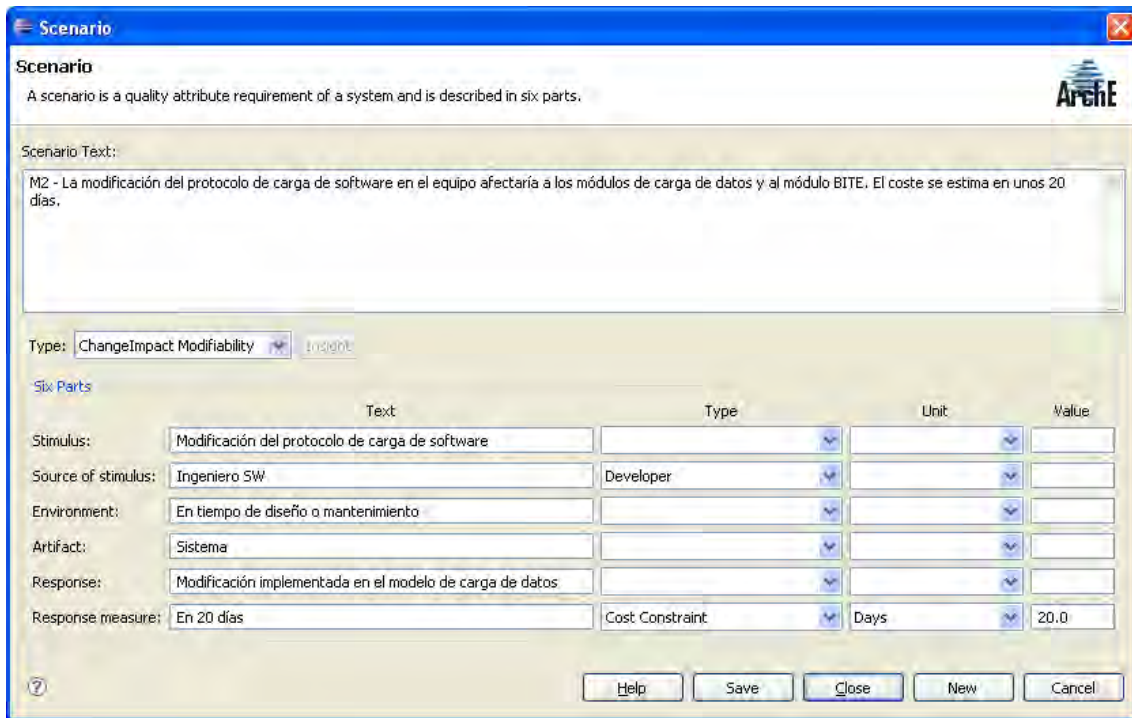 Scenario
Scenario
A scenario is a quality attribute requirement of a system and is described in six parts.
ArchE
Scenario Text:
M2 - La modificación del protocolo de carga de software en el equipo afectaría a los módulos de carga de datos y al módulo BITE. El coste se estima en unos 20
días.
Type: ChangeImpact Modifiability Insight
Six Parts
Text Type Unit Value
Stimulus: Modificación del protocolo de carga de software
Source of stimulus: Ingeniero SW Developer
Environment: En tiempo de diseño o mantenimiento
Artifact: Sistema
Response: Modificación implementada en el modelo de carga de datos
Response measure: En 20 días Cost Constraint Days 20.0
? Help Save Close New Cancel